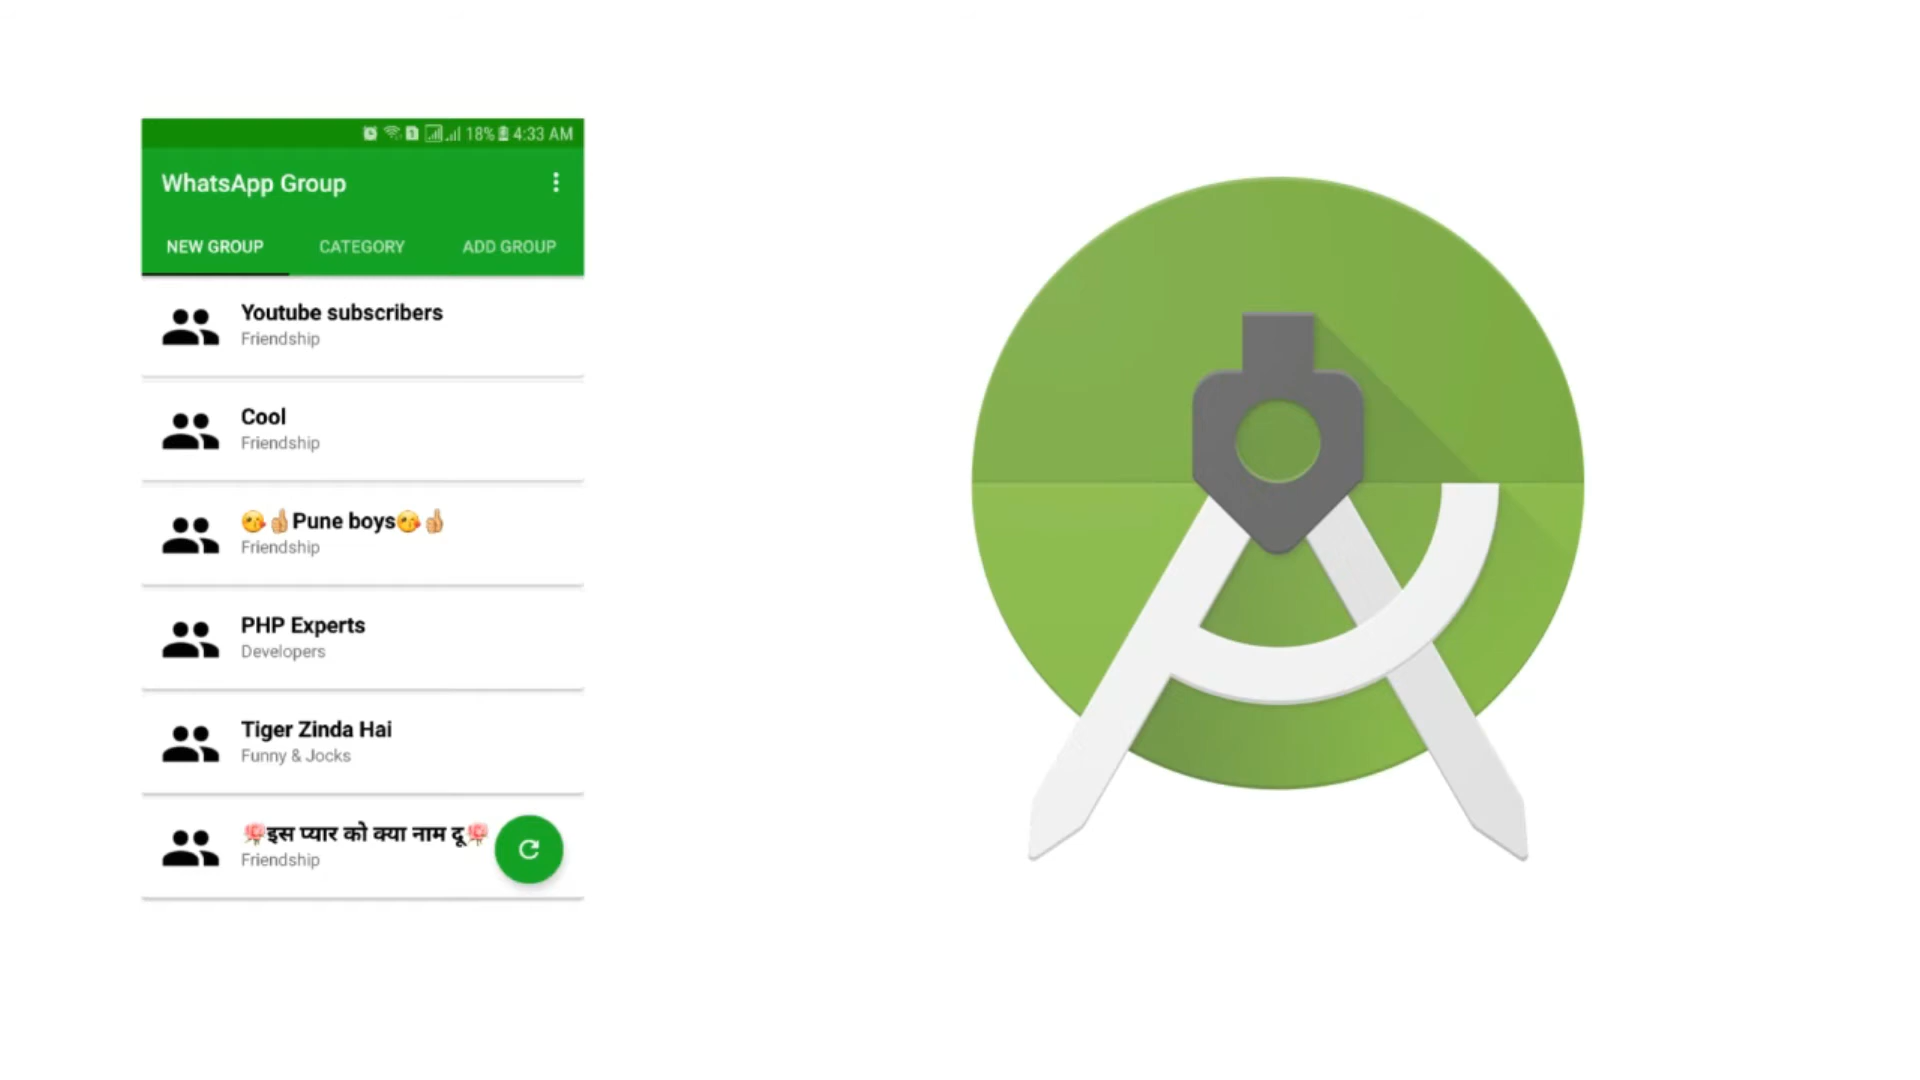 18% 4:33 AM
WhatsApp Group
NEW GROUP CATEGORY ADD GROUP
Youtube subscribers
Friendship
Cool
Friendship
😘👍Pune boys😘👍
Friendship
PHP Experts
Developers
Tiger Zinda Hai
Funny & Jocks
🌹इस प्यार को क्या नाम दू🌹
Friendship